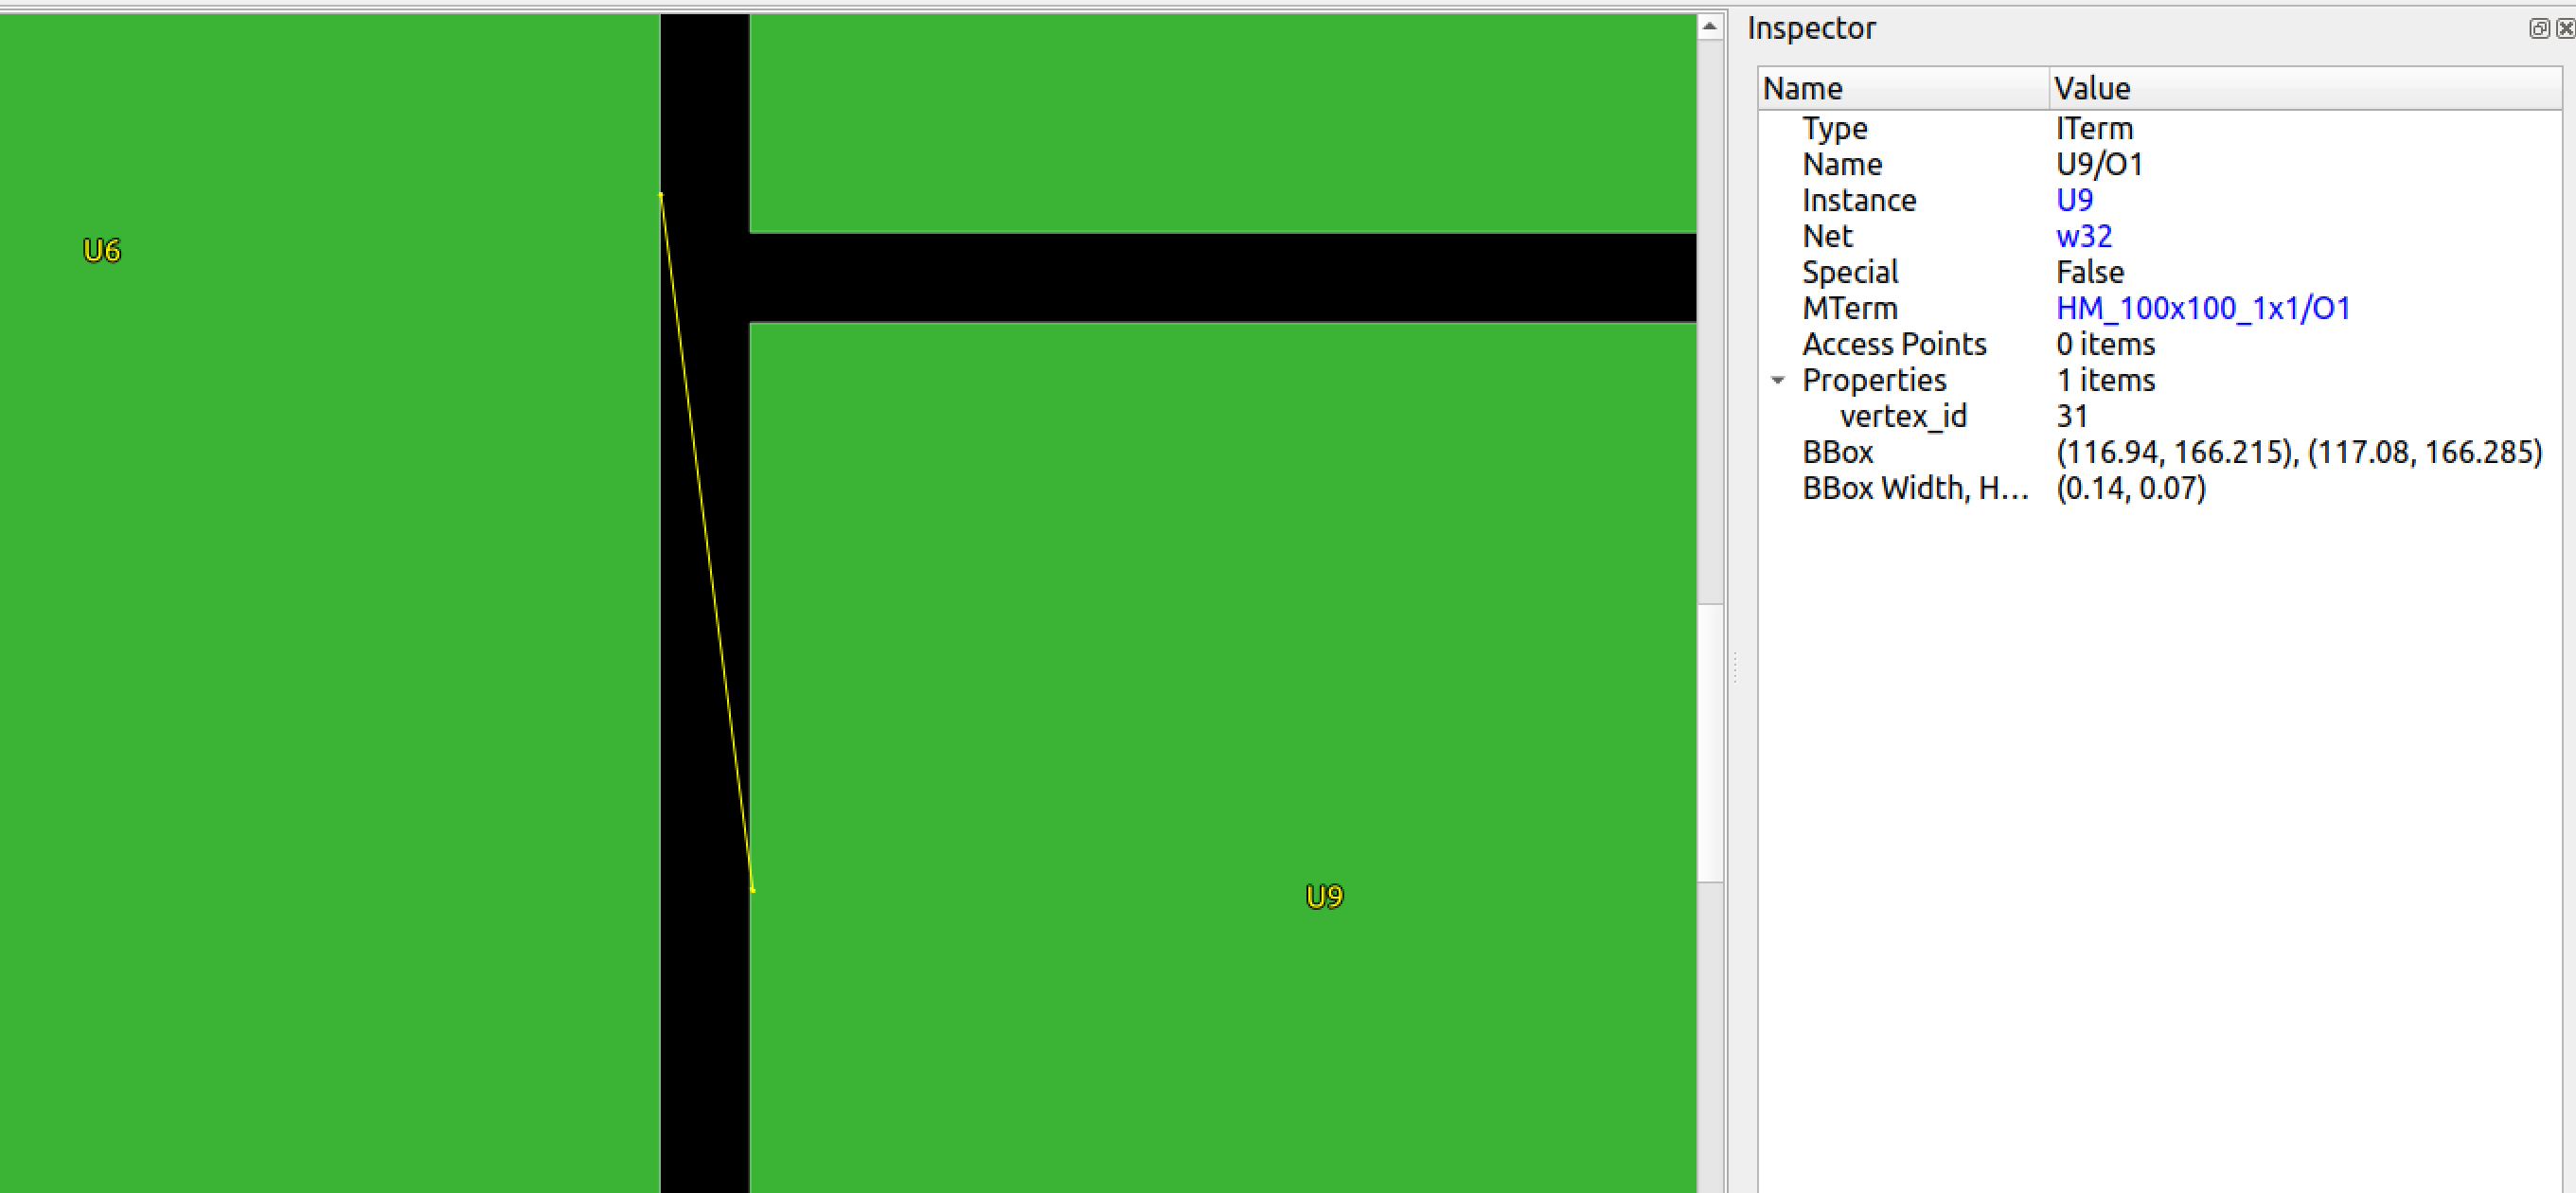 Inspector
Name Value
Type ITerm
Name U9/O1
Instance U9
Net w32
Special False
MTerm HM_100x100_1x1/O1
Access Points 0 items
Properties 1 items
vertex_id 31
BBox (116.94, 166.215), (117.08, 166.285)
BBox Width, H... (0.14, 0.07)
U6
U9